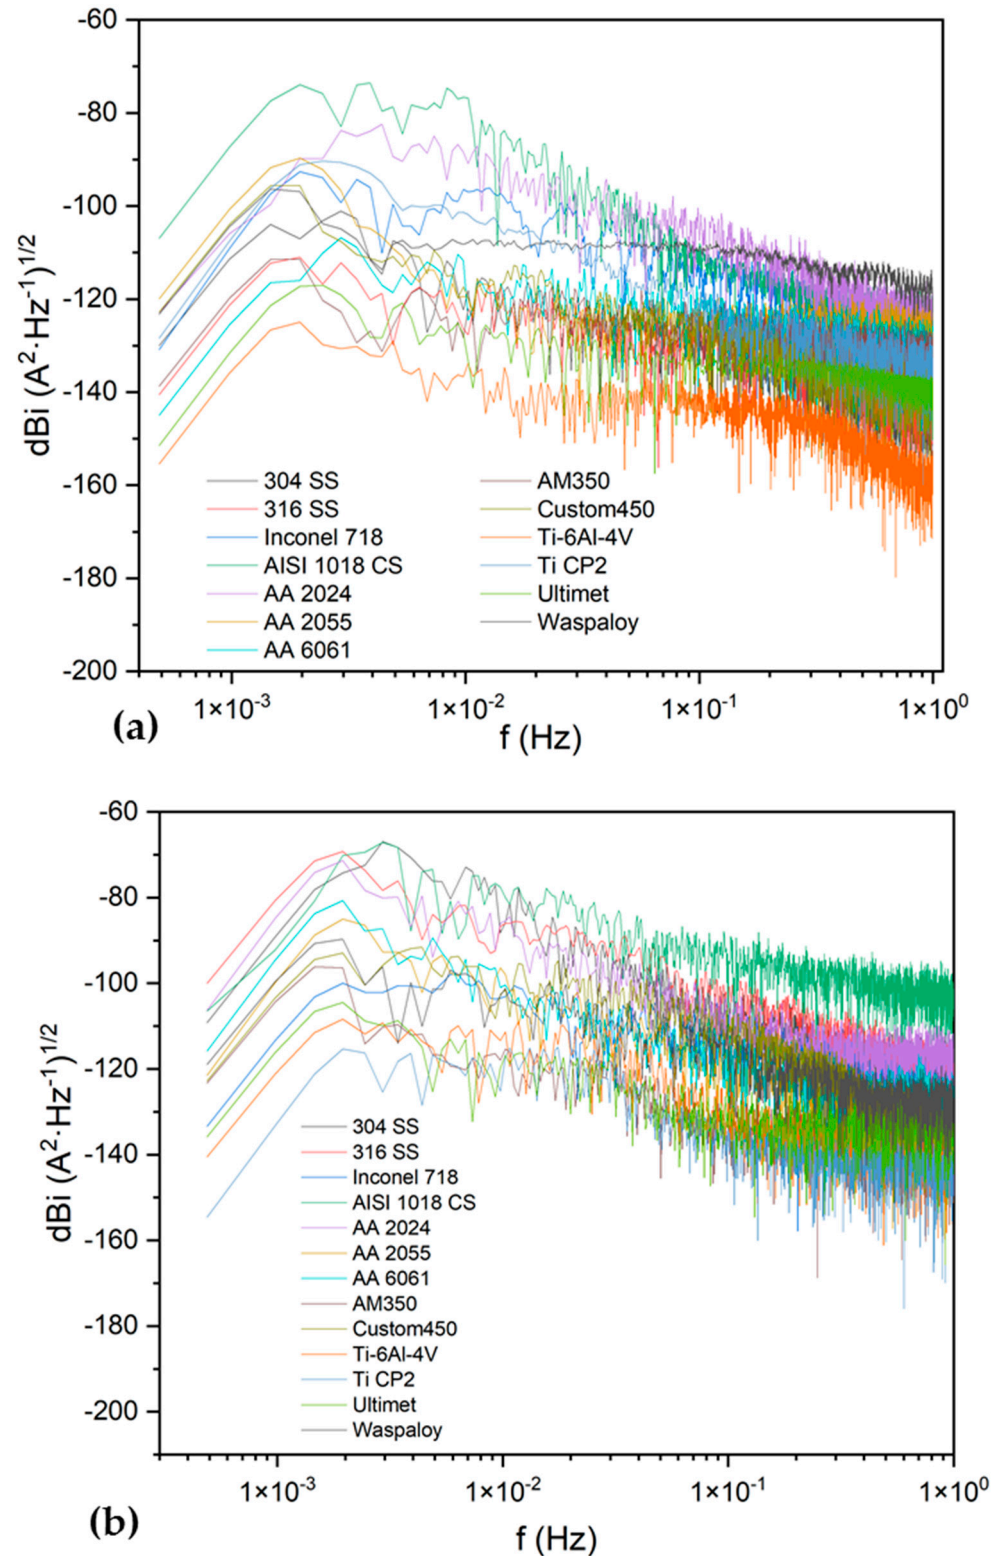 -60
-80
-100
-120
-140
-160
-180
-200
dBi (A²·Hz⁻¹)¹/²
304 SS
316 SS
Inconel 718
AISI 1018 CS
AA 2024
AA 2055
AA 6061
AM350
Custom450
Ti-6Al-4V
Ti CP2
Ultimet
Waspaloy
1×10⁻³ 1×10⁻² 1×10⁻¹ 1×10⁰
(a)
f (Hz)
-60
-80
-100
-120
-140
-160
-180
-200
dBi (A²·Hz⁻¹)¹/²
304 SS
316 SS
Inconel 718
AISI 1018 CS
AA 2024
AA 2055
AA 6061
AM350
Custom450
Ti-6Al-4V
Ti CP2
Ultimet
Waspaloy
1×10⁻³ 1×10⁻² 1×10⁻¹ 1×10⁰
(b)
f (Hz)